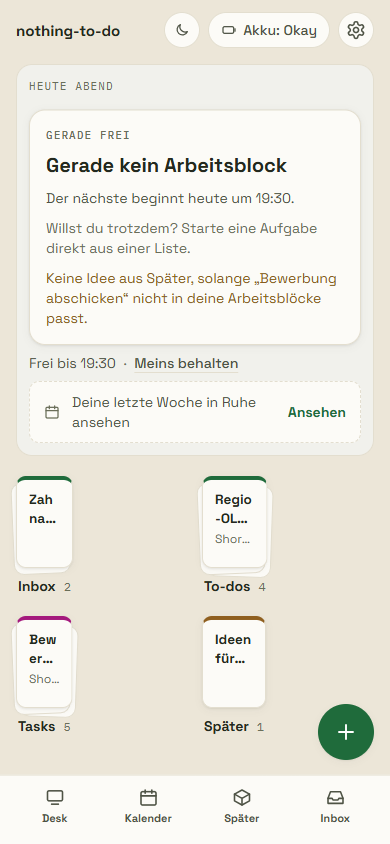 nothing-to-do
Akku: Okay
HEUTE ABEND
GERADE FREI
Gerade kein Arbeitsblock
Der nächste beginnt heute um 19:30.
Willst du trotzdem? Starte eine Aufgabe
direkt aus einer Liste.
Keine Idee aus Später, solange „Bewerbung
abschicken“ nicht in deine Arbeitsblöcke
passt.
Frei bis 19:30 · Meins behalten
Deine letzte Woche in Ruhe
ansehen
Ansehen
Zah
na…
Inbox 2
Regio
-OL…
Shor…
To-dos 4
Bew
er…
Sho…
Tasks 5
Ideen
für…
Später 1
Desk
Kalender
Später
Inbox